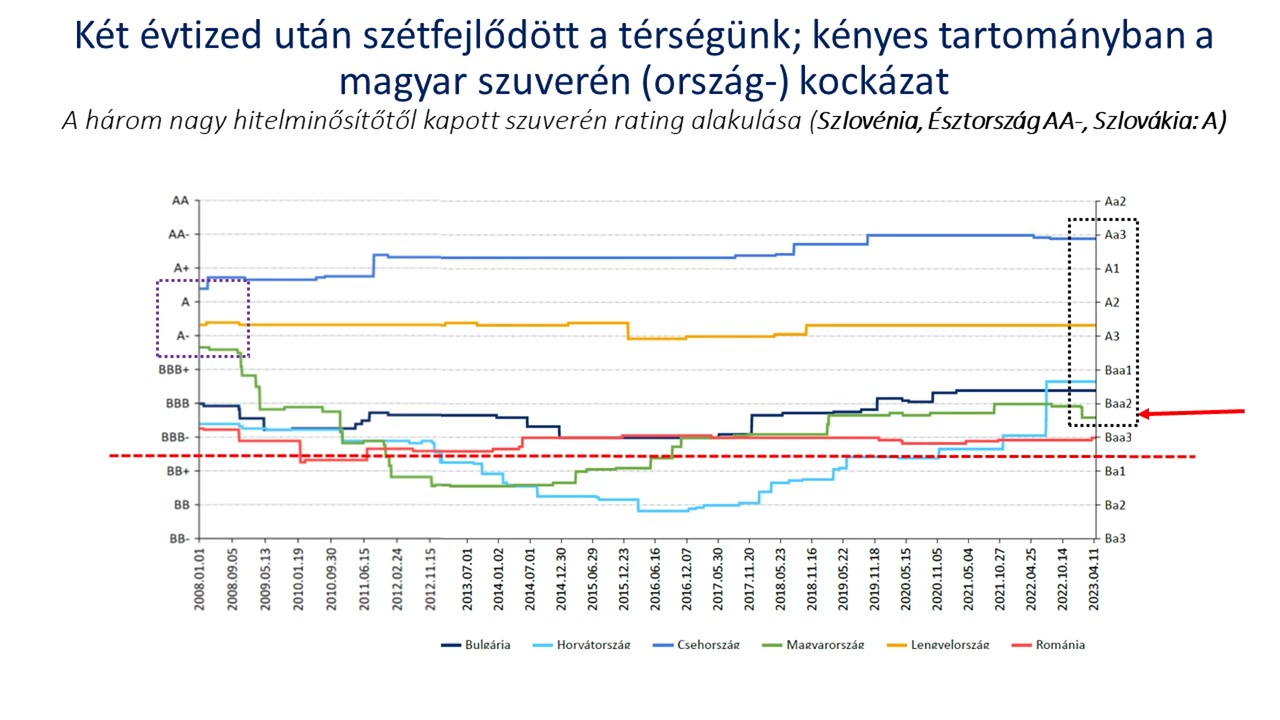 Két évtized után szétfejlődött a térségünk; kényes tartományban a
magyar szuverén (ország-) kockázat
A három nagy hitelminősítőtől kapott szuverén rating alakulása (Szlovénia, Észtország AA-, Szlovákia: A)
AA
AA-
A+
A
A-
BBB+
BBB
BBB-
BB+
BB
BB-
Aa2
Aa3
A1
A2
A3
Baa1
Baa2
Baa3
Ba1
Ba2
Ba3
2008.01.01
2008.09.05
2009.05.13
2010.01.19
2010.09.30
2011.06.15
2012.02.24
2012.11.15
2013.07.01
2014.01.02
2014.07.01
2014.12.30
2015.06.29
2015.12.23
2016.06.16
2016.12.07
2017.05.30
2017.11.20
2018.05.23
2018.11.16
2019.05.22
2019.11.18
2020.05.15
2020.11.05
2021.05.04
2021.10.27
2022.04.25
2022.10.14
2023.04.11
Bulgária
Horvátország
Csehország
Magyarország
Lengyelország
Románia